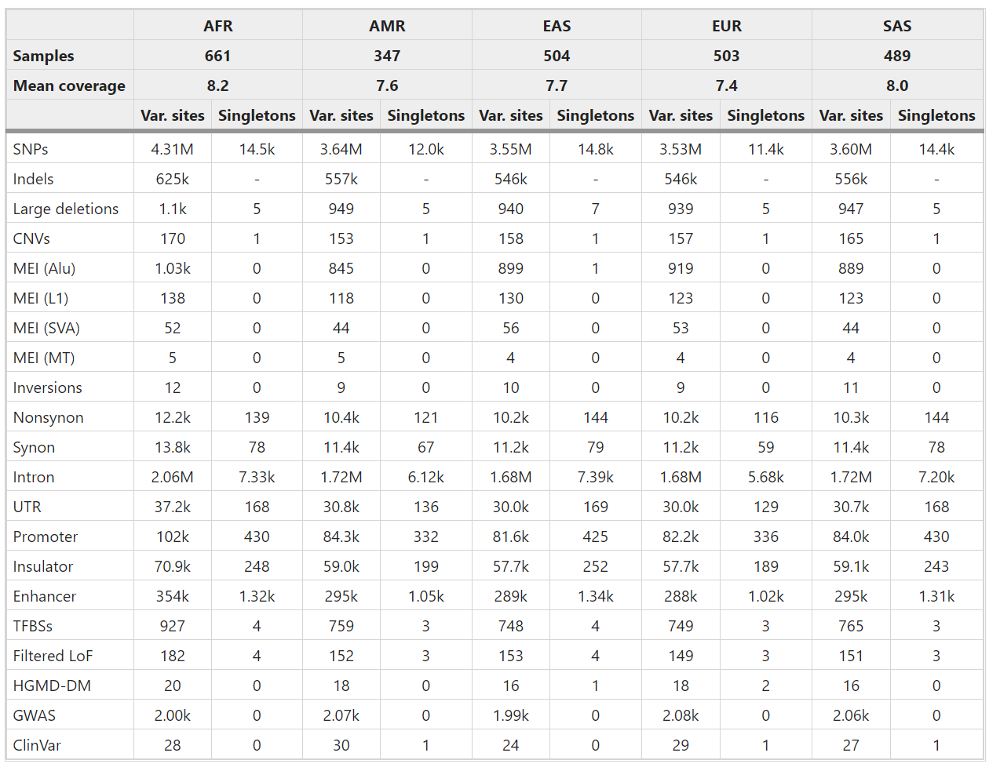 AFR AMR EAS EUR SAS
Samples 661 347 504 503 489
Mean coverage 8.2 7.6 7.7 7.4 8.0
Var. sites Singletons Var. sites Singletons Var. sites Singletons Var. sites Singletons Var. sites Singletons
SNPs 4.31M 14.5k 3.64M 12.0k 3.55M 14.8k 3.53M 11.4k 3.60M 14.4k
Indels 625k - 557k - 546k - 546k - 556k -
Large deletions 1.1k 5 949 5 940 7 939 5 947 5
CNVs 170 1 153 1 158 1 157 1 165 1
MEI (Alu) 1.03k 0 845 0 899 1 919 0 889 0
MEI (L1) 138 0 118 0 130 0 123 0 123 0
MEI (SVA) 52 0 44 0 56 0 53 0 44 0
MEI (MT) 5 0 5 0 4 0 4 0 4 0
Inversions 12 0 9 0 10 0 9 0 11 0
Nonsynon 12.2k 139 10.4k 121 10.2k 144 10.2k 116 10.3k 144
Synon 13.8k 78 11.4k 67 11.2k 79 11.2k 59 11.4k 78
Intron 2.06M 7.33k 1.72M 6.12k 1.68M 7.39k 1.68M 5.68k 1.72M 7.20k
UTR 37.2k 168 30.8k 136 30.0k 169 30.0k 129 30.7k 168
Promoter 102k 430 84.3k 332 81.6k 425 82.2k 336 84.0k 430
Insulator 70.9k 248 59.0k 199 57.7k 252 57.7k 189 59.1k 243
Enhancer 354k 1.32k 295k 1.05k 289k 1.34k 288k 1.02k 295k 1.31k
TFBSs 927 4 759 3 748 4 749 3 765 3
Filtered LoF 182 4 152 3 153 4 149 3 151 3
HGMD-DM 20 0 18 0 16 1 18 2 16 0
GWAS 2.00k 0 2.07k 0 1.99k 0 2.08k 0 2.06k 0
ClinVar 28 0 30 1 24 0 29 1 27 1